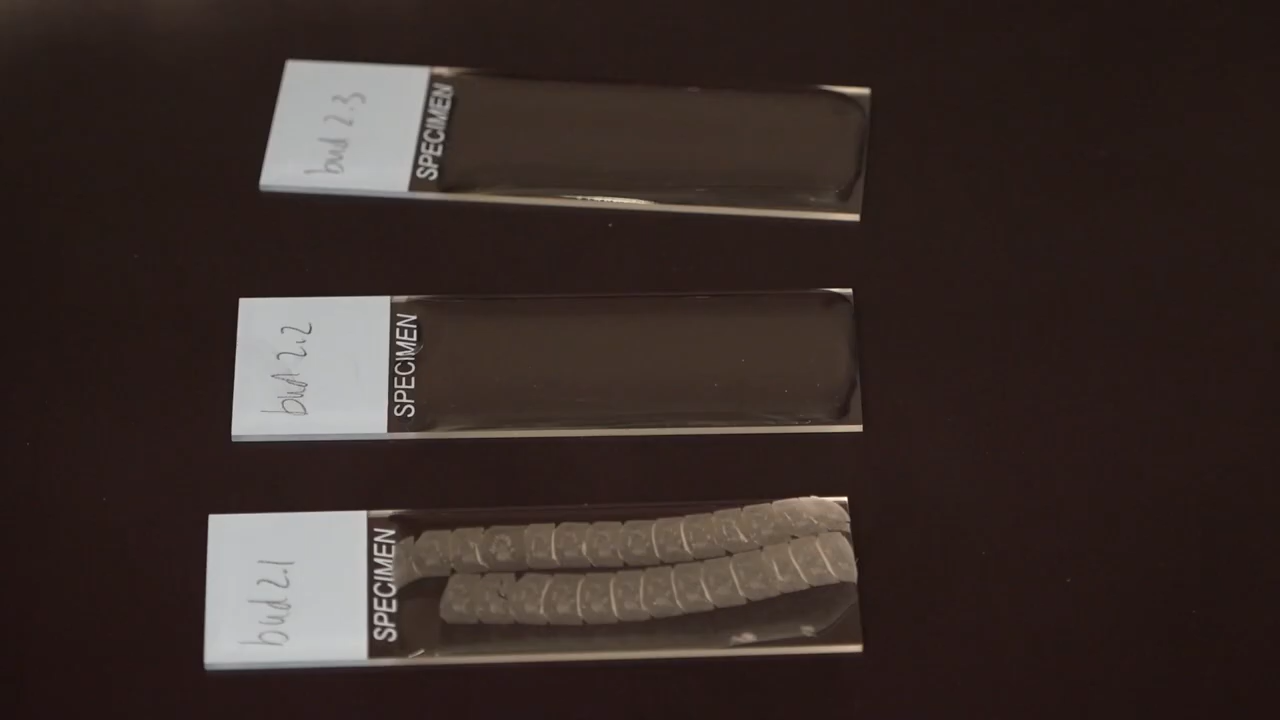 bud 2.3
SPECIMEN
bud 2.2
SPECIMEN
bud 2.1
SPECIMEN